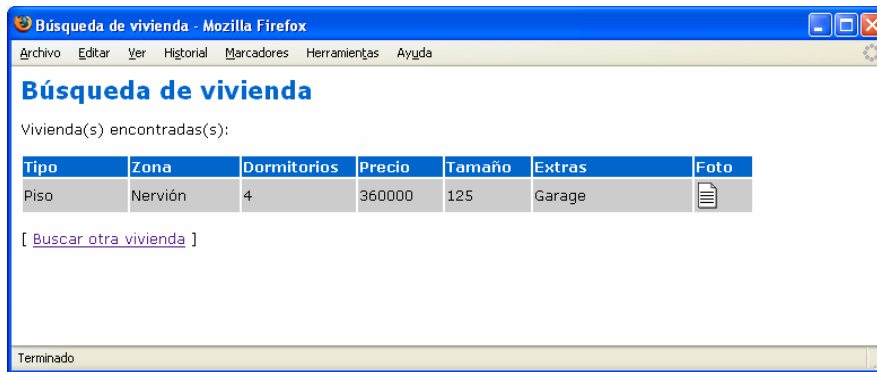 Búsqueda de vivienda - Mozilla Firefox
Archivo Editar Ver Historial Marcadores Herramientas Ayuda
Búsqueda de vivienda
Vivienda(s) encontradas(s):
Tipo Zona Dormitorios Precio Tamaño Extras Foto
Piso Nervión 4 360000 125 Garage
[ Buscar otra vivienda ]
Terminado